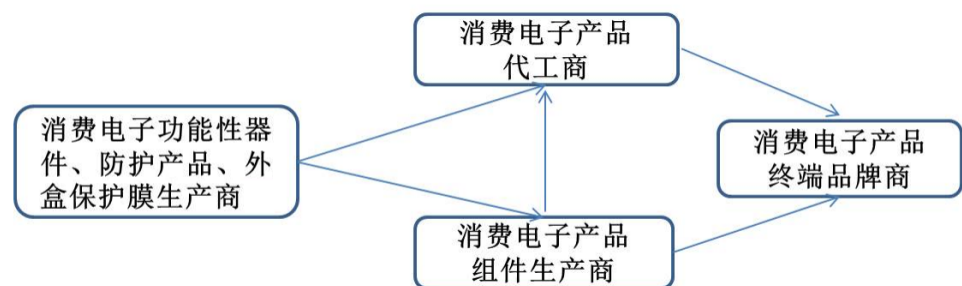 消费电子产品
代工商
消费电子功能性器
件、防护产品、外
盒保护膜生产商
消费电子产品
终端品牌商
消费电子产品
组件生产商